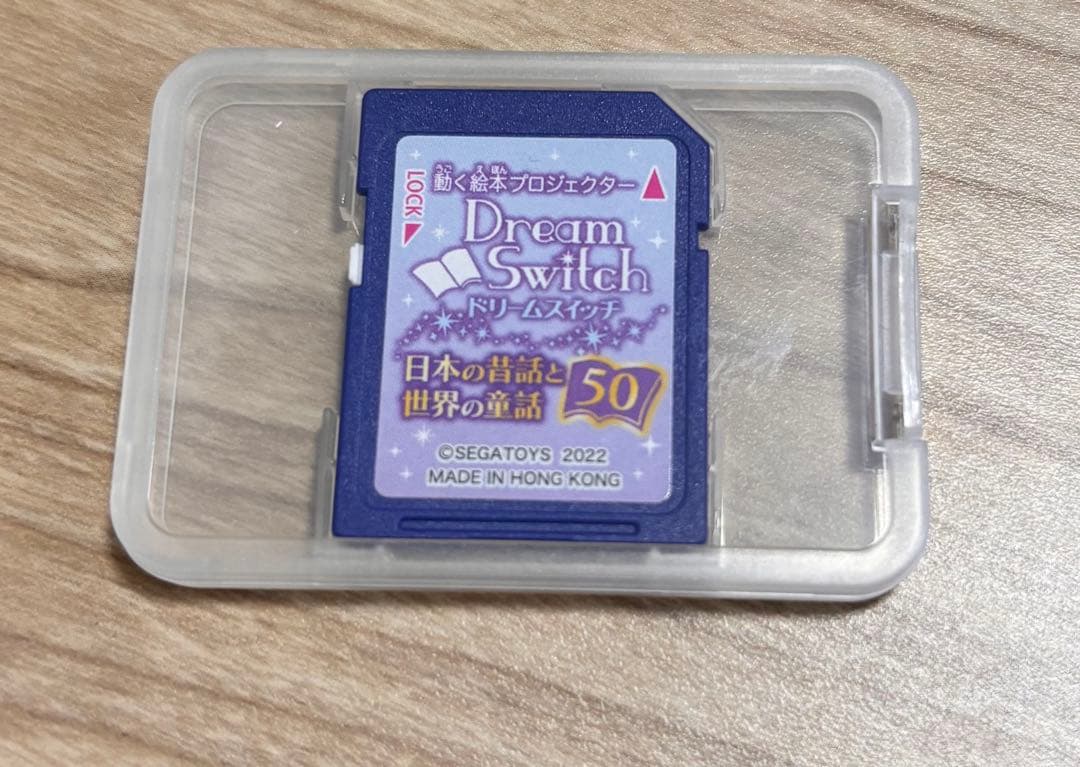 動く絵本プロジェクター
LOCK
Dream
Switch
ドリームスイッチ
日本の昔話と
世界の童話
50
©SEGATOYS 2022
MADE IN HONG KONG